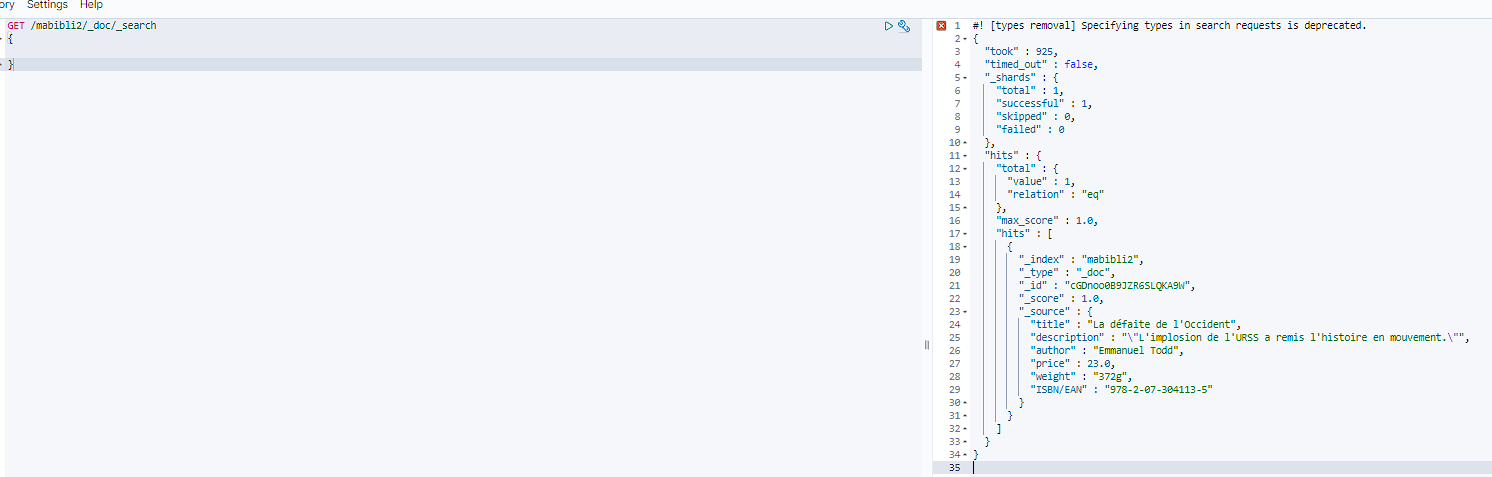 ory Settings Help
GET /mabibli2/_doc/_search
{
}
1 #! [types removal] Specifying types in search requests is deprecated.
2 {
3 "took" : 925,
4 "timed_out" : false,
5 "_shards" : {
6 "total" : 1,
7 "successful" : 1,
8 "skipped" : 0,
9 "failed" : 0
10 },
11 "hits" : {
12 "total" : {
13 "value" : 1,
14 "relation" : "eq"
15 },
16 "max_score" : 1.0,
17 "hits" : [
18 {
19 "_index" : "mabibli2",
20 "_type" : "_doc",
21 "_id" : "cGDnoo0B9JZR6SLQKA9W",
22 "_score" : 1.0,
23 "_source" : {
24 "title" : "La défaite de l'Occident",
25 "description" : "\"L'implosion de l'URSS a remis l'histoire en mouvement.\"",
26 "author" : "Emmanuel Todd",
27 "price" : 23.0,
28 "weight" : "372g",
29 "ISBN/EAN" : "978-2-07-304113-5"
30 }
31 }
32 ]
33 }
34 }
35